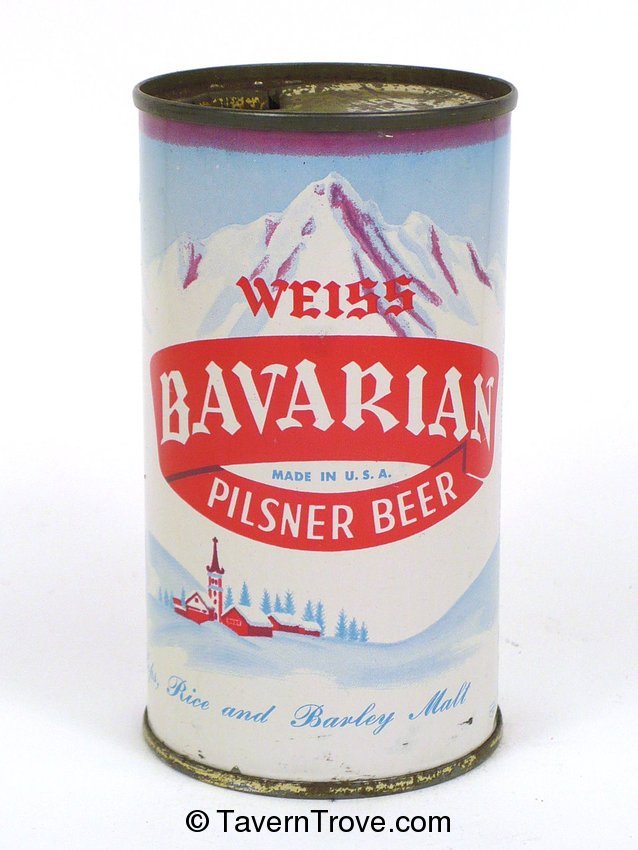 WEISS
BAVARIAN
MADE IN U.S.A.
PILSNER BEER
Rice and Barley Malt
© TavernTrove.com